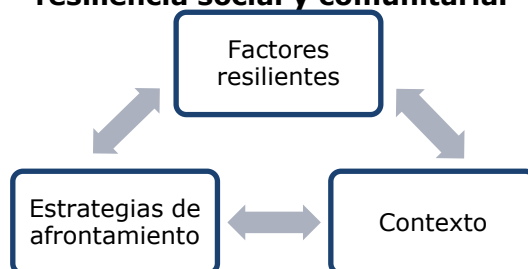 resiliencia social y comunitaria.
Factores
resilientes
Estrategias de
afrontamiento
Contexto